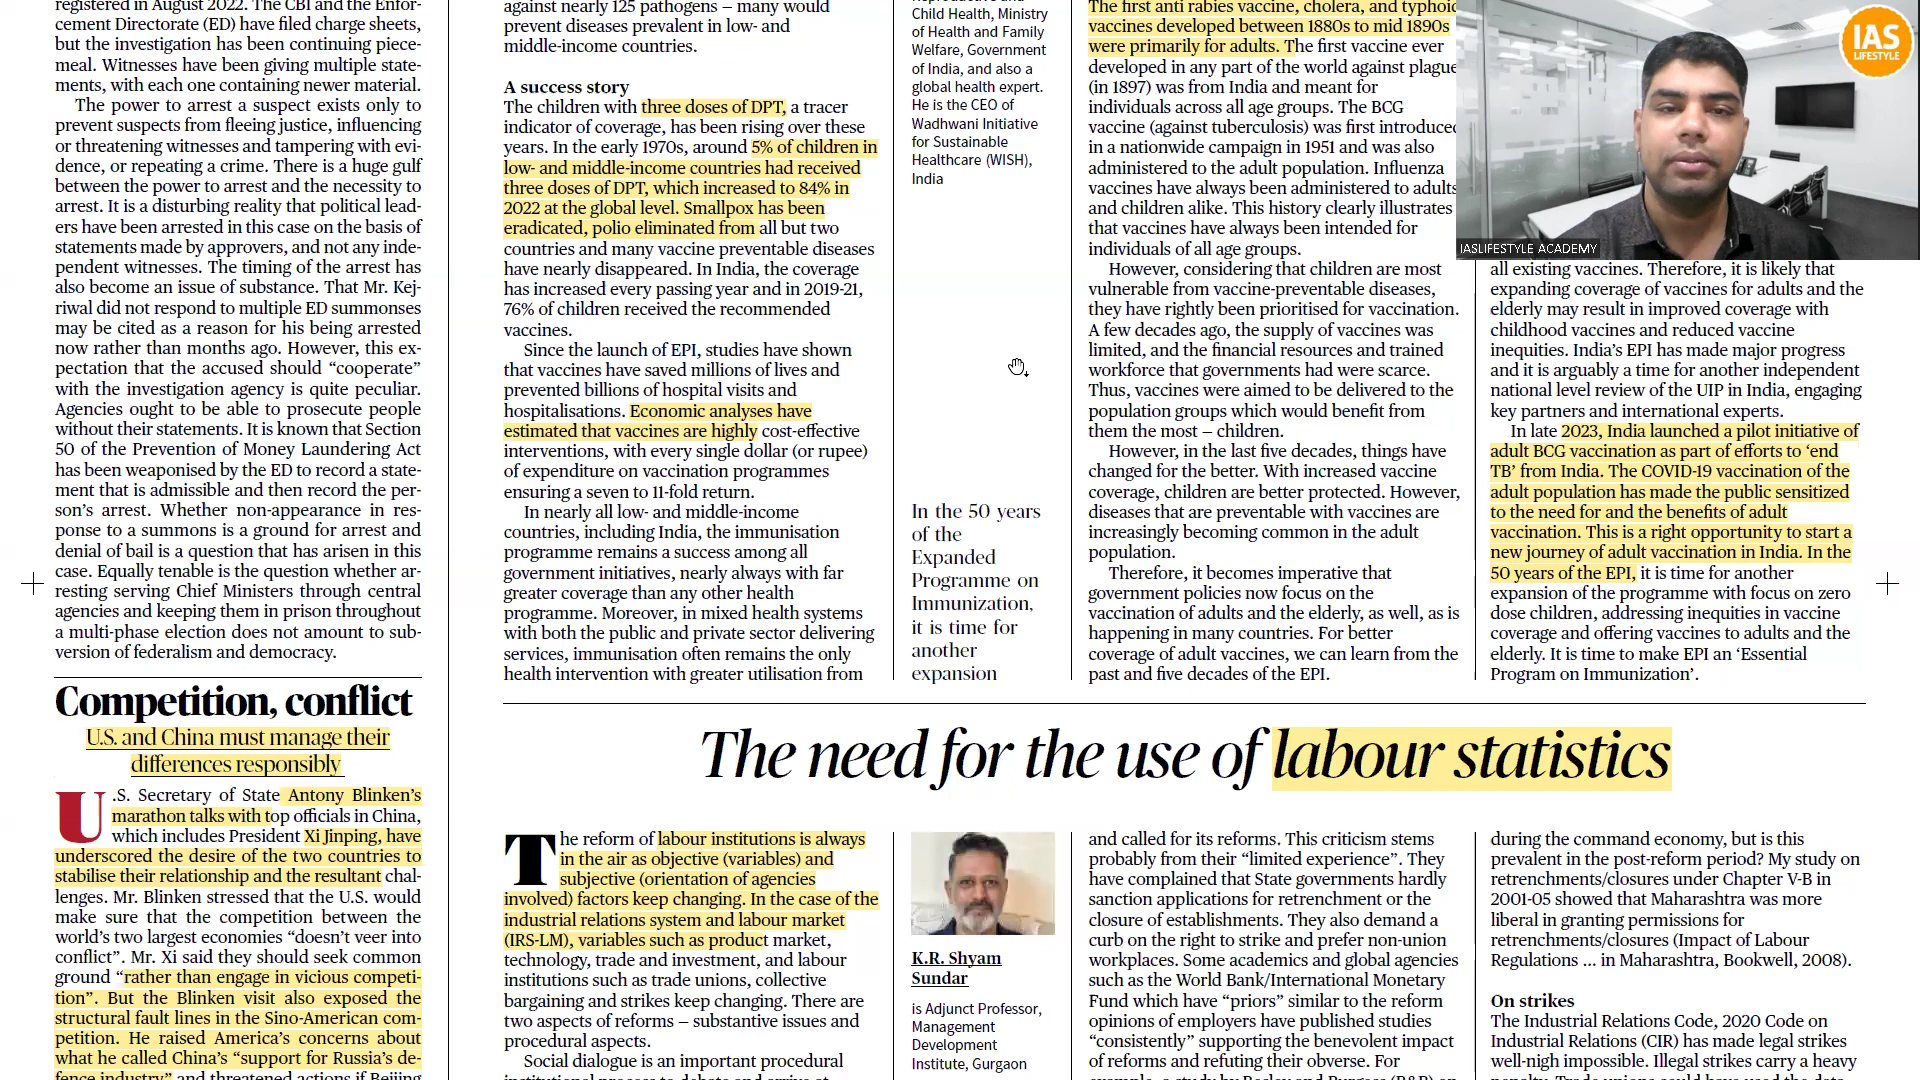 registered in August 2022. The CBI and the Enfor-
cement Directorate (ED) have filed charge sheets,
but the investigation has been continuing piece-
meal. Witnesses have been giving multiple state-
ments, with each one containing newer material.
The power to arrest a suspect exists only to
prevent suspects from fleeing justice, influencing
or threatening witnesses and tampering with evi-
dence, or repeating a crime. There is a huge gulf
between the power to arrest and the necessity to
arrest. It is a disturbing reality that political lead-
ers have been arrested in this case on the basis of
statements made by approvers, and not any inde-
pendent witnesses. The timing of the arrest has
also become an issue of substance. That Mr. Kej-
riwal did not respond to multiple ED summonses
may be cited as a reason for his being arrested
now rather than months ago. However, this ex-
pectation that the accused should “cooperate”
with the investigation agency is quite peculiar.
Agencies ought to be able to prosecute people
without their statements. It is known that Section
50 of the Prevention of Money Laundering Act
has been weaponised by the ED to record a state-
ment that is admissible and then record the per-
son’s arrest. Whether non-appearance in res-
ponse to a summons is a ground for arrest and
denial of bail is a question that has arisen in this
case. Equally tenable is the question whether ar-
resting serving Chief Ministers through central
agencies and keeping them in prison throughout
a multi-phase election does not amount to sub-
version of federalism and democracy.
Competition, conflict
U.S. and China must manage their
differences responsibly
U.S. Secretary of State Antony Blinken’s
marathon talks with top officials in China,
which includes President Xi Jinping, have
underscored the desire of the two countries to
stabilise their relationship and the resultant chal-
lenges. Mr. Blinken stressed that the U.S. would
make sure that the competition between the
world’s two largest economies “doesn’t veer into
conflict”. Mr. Xi said they should seek common
ground “rather than engage in vicious competi-
tion”. But the Blinken visit also exposed the
structural fault lines in the Sino-American com-
petition. He raised America’s concerns about
what he called China’s “support for Russia’s de-
fence industry” and threatened actions if Beijing
against nearly 125 pathogens – many would
prevent diseases prevalent in low- and
middle-income countries.
A success story
The children with three doses of DPT, a tracer
indicator of coverage, has been rising over these
years. In the early 1970s, around 5% of children in
low- and middle-income countries had received
three doses of DPT, which increased to 84% in
2022 at the global level. Smallpox has been
eradicated, polio eliminated from all but two
countries and many vaccine preventable diseases
have nearly disappeared. In India, the coverage
has increased every passing year and in 2019-21,
76% of children received the recommended
vaccines.
Since the launch of EPI, studies have shown
that vaccines have saved millions of lives and
prevented billions of hospital visits and
hospitalisations. Economic analyses have
estimated that vaccines are highly cost-effective
interventions, with every single dollar (or rupee)
of expenditure on vaccination programmes
ensuring a seven to 11-fold return.
In nearly all low- and middle-income
countries, including India, the immunisation
programme remains a success among all
government initiatives, nearly always with far
greater coverage than any other health
programme. Moreover, in mixed health systems
with both the public and private sector delivering
services, immunisation often remains the only
health intervention with greater utilisation from
Child Health, Ministry
of Health and Family
Welfare, Government
of India, and also a
global health expert.
He is the CEO of
Wadhwani Initiative
for Sustainable
Healthcare (WISH),
India
In the 50 years
of the
Expanded
Programme on
Immunization,
it is time for
another
expansion
The first anti rabies vaccine, cholera, and typhoid
vaccines developed between 1880s to mid 1890s
were primarily for adults. The first vaccine ever
developed in any part of the world against plague
(in 1897) was from India and meant for
individuals across all age groups. The BCG
vaccine (against tuberculosis) was first introduced
in a nationwide campaign in 1951 and was also
administered to the adult population. Influenza
vaccines have always been administered to adults
and children alike. This history clearly illustrates
that vaccines have always been intended for
individuals of all age groups.
However, considering that children are most
vulnerable from vaccine-preventable diseases,
they have rightly been prioritised for vaccination.
A few decades ago, the supply of vaccines was
limited, and the financial resources and trained
workforce that governments had were scarce.
Thus, vaccines were aimed to be delivered to the
population groups which would benefit from
them the most – children.
However, in the last five decades, things have
changed for the better. With increased vaccine
coverage, children are better protected. However,
diseases that are preventable with vaccines are
increasingly becoming common in the adult
population.
Therefore, it becomes imperative that
government policies now focus on the
vaccination of adults and the elderly, as well, as is
happening in many countries. For better
coverage of adult vaccines, we can learn from the
past and five decades of the EPI.
IAS
LIFESTYLE
IASLIFESTYLE ACADEMY
all existing vaccines. Therefore, it is likely that
expanding coverage of vaccines for adults and the
elderly may result in improved coverage with
childhood vaccines and reduced vaccine
inequities. India’s EPI has made major progress
and it is arguably a time for another independent
national level review of the UIP in India, engaging
key partners and international experts.
In late 2023, India launched a pilot initiative of
adult BCG vaccination as part of efforts to ‘end
TB’ from India. The COVID-19 vaccination of the
adult population has made the public sensitized
to the need for and the benefits of adult
vaccination. This is a right opportunity to start a
new journey of adult vaccination in India. In the
50 years of the EPI, it is time for another
expansion of the programme with focus on zero
dose children, addressing inequities in vaccine
coverage and offering vaccines to adults and the
elderly. It is time to make EPI an ‘Essential
Program on Immunization’.
The need for the use of labour statistics
The reform of labour institutions is always
in the air as objective (variables) and
subjective (orientation of agencies
involved) factors keep changing. In the case of the
industrial relations system and labour market
(IRS-LM), variables such as product market,
technology, trade and investment, and labour
institutions such as trade unions, collective
bargaining and strikes keep changing. There are
two aspects of reforms – substantive issues and
procedural aspects.
Social dialogue is an important procedural
K.R. Shyam
Sundar
is Adjunct Professor,
Management
Development
Institute, Gurgaon
and called for its reforms. This criticism stems
probably from their “limited experience”. They
have complained that State governments hardly
sanction applications for retrenchment or the
closure of establishments. They also demand a
curb on the right to strike and prefer non-union
workplaces. Some academics and global agencies
such as the World Bank/International Monetary
Fund which have “priors” similar to the reform
opinions of employers have published studies
“consistently” supporting the benevolent impact
of reforms and refuting their obverse. For
during the command economy, but is this
prevalent in the post-reform period? My study on
retrenchments/closures under Chapter V-B in
2001-05 showed that Maharashtra was more
liberal in granting permissions for
retrenchments/closures (Impact of Labour
Regulations ... in Maharashtra, Bookwell, 2008).
On strikes
The Industrial Relations Code, 2020 Code on
Industrial Relations (CIR) has made legal strikes
well-nigh impossible. Illegal strikes carry a heavy